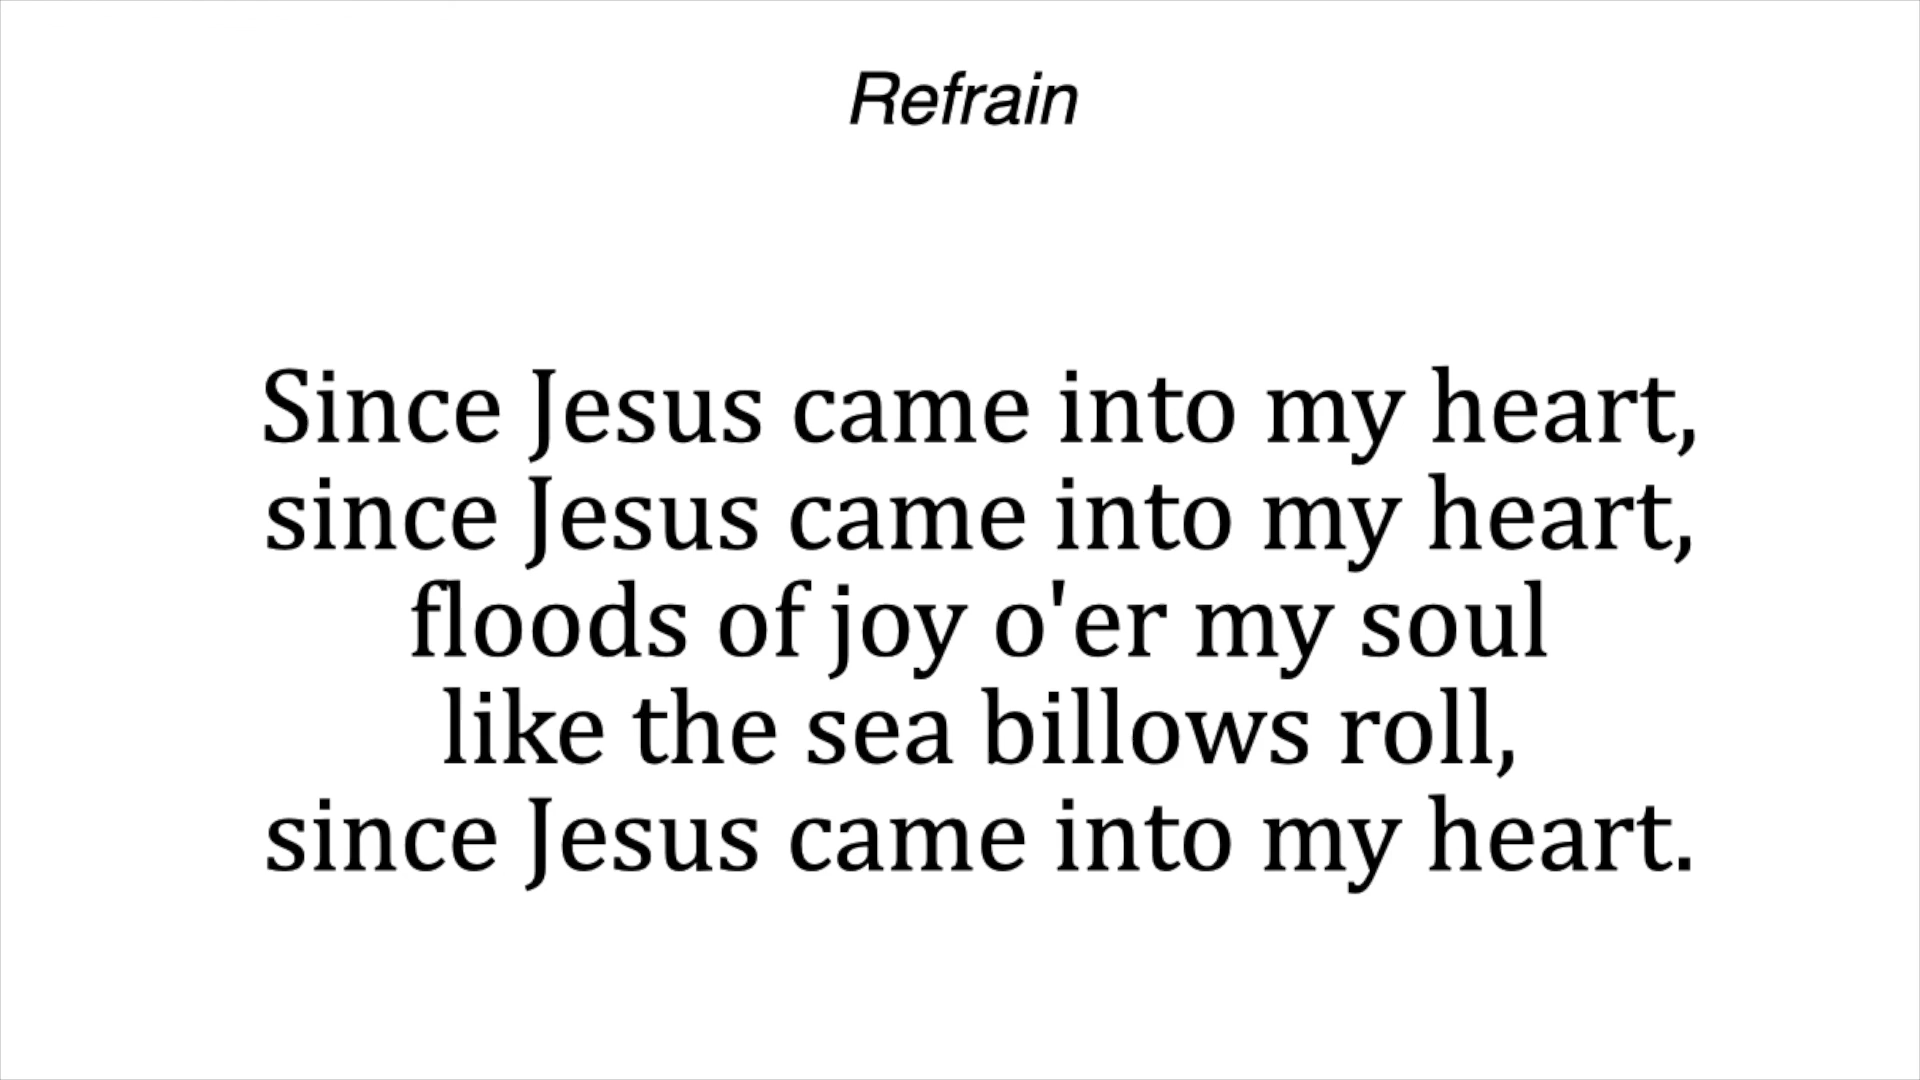 Refrain
Since Jesus came into my heart,
since Jesus came into my heart,
floods of joy o'er my soul
like the sea billows roll,
since Jesus came into my heart.